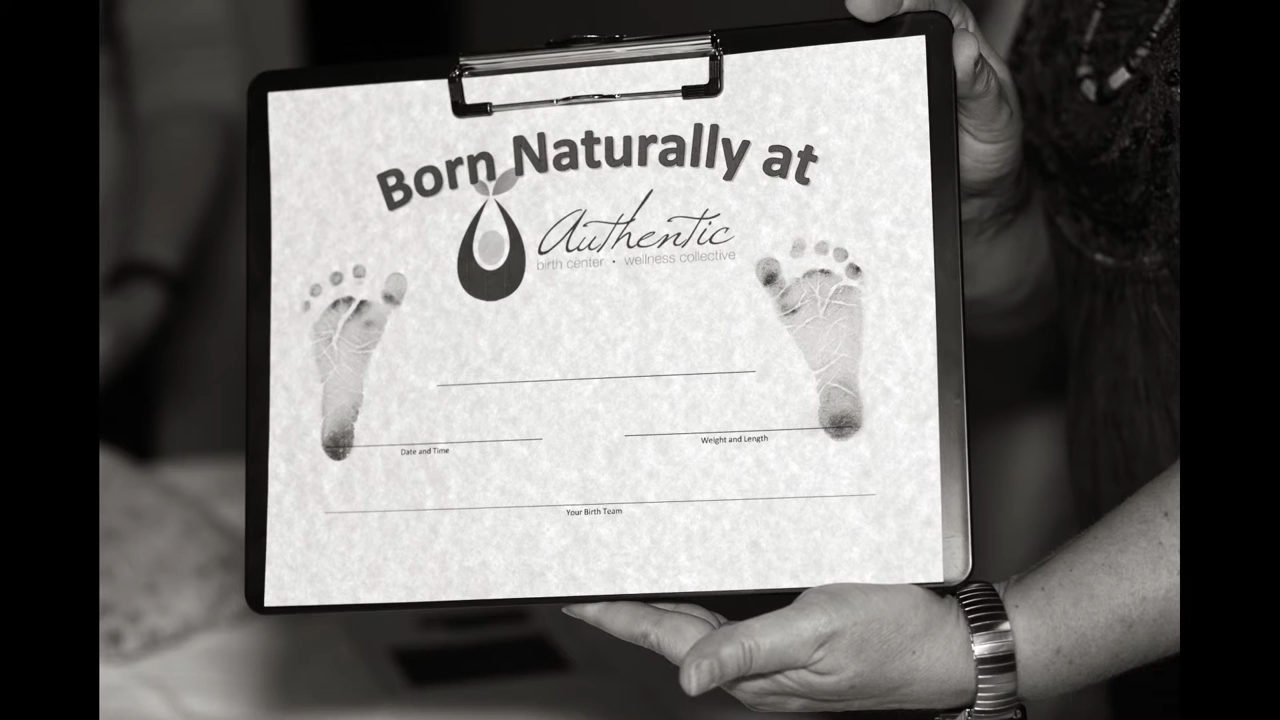 Born Naturally at
Authentic
birth center • wellness collective
Date and Time
Weight and Length
Your Birth Team